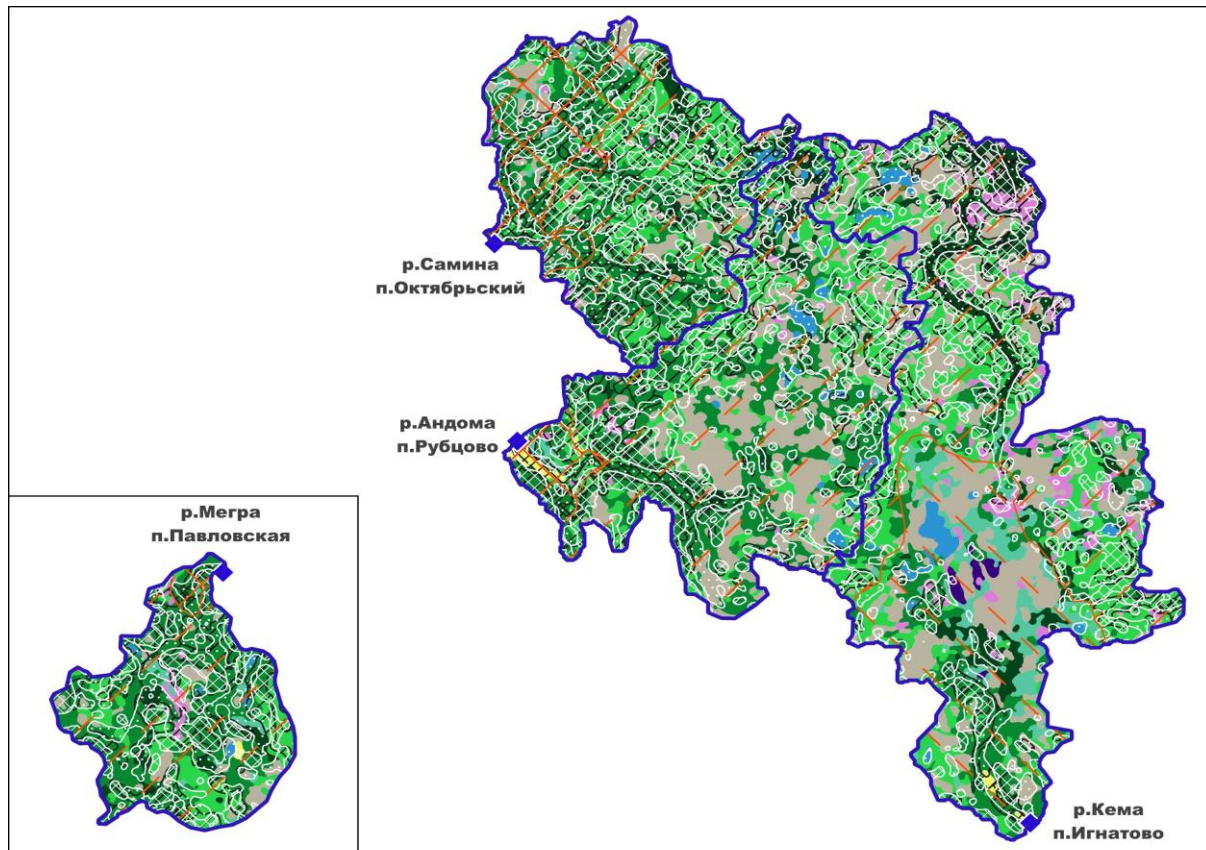 р.Самина
п.Октябрьский
р.Андома
п.Рубцово
р.Мегра
п.Павловская
р.Кема
п.Игнатово